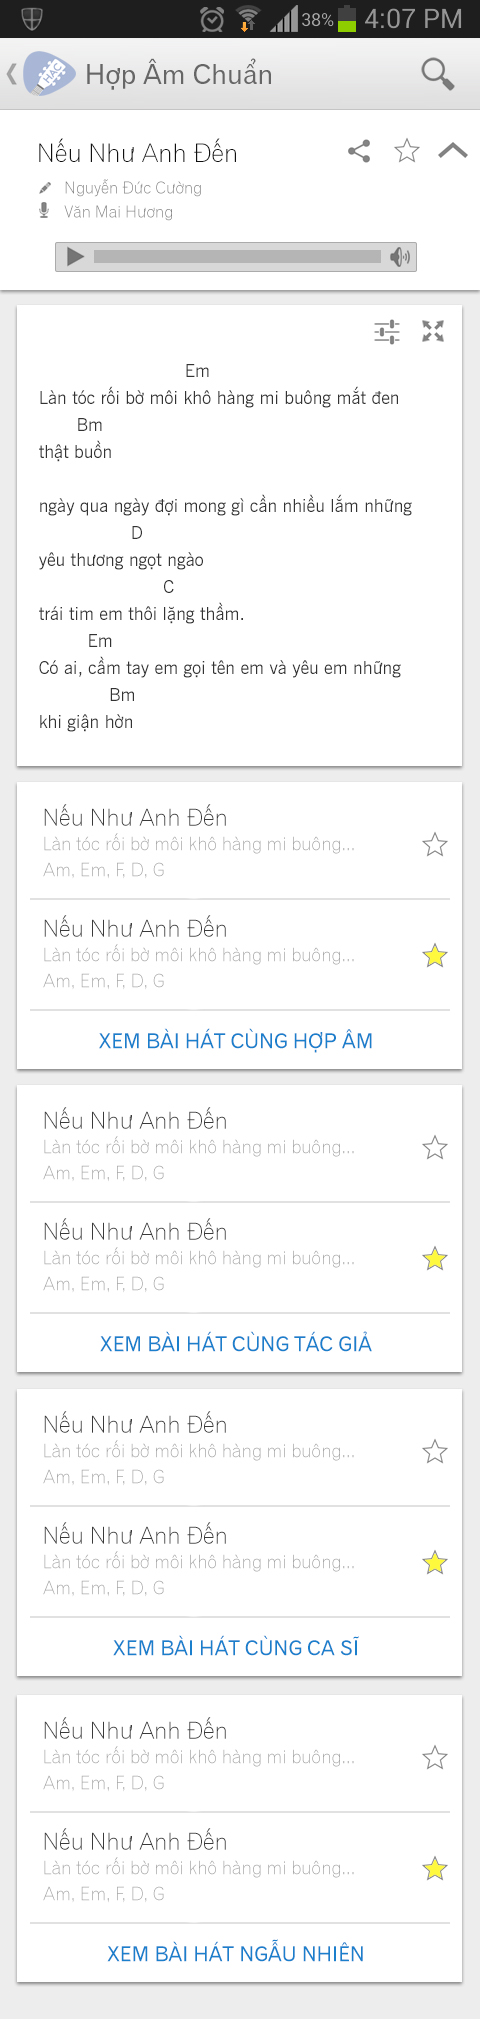 38% 4:07 PM
HAC Hợp Âm Chuẩn
Nếu Như Anh Đến
Nguyễn Đức Cường
Văn Mai Hương
Em
Làn tóc rối bờ môi khô hàng mi buông mắt đen
Bm
thật buồn
ngày qua ngày đợi mong gì cần nhiều lắm những
D
yêu thương ngọt ngào
C
trái tim em thôi lặng thầm.
Em
Có ai, cầm tay em gọi tên em và yêu em những
Bm
khi giận hờn
Nếu Như Anh Đến
Làn tóc rối bờ môi khô hàng mi buông...
Am, Em, F, D, G
Nếu Như Anh Đến
Làn tóc rối bờ môi khô hàng mi buông...
Am, Em, F, D, G
XEM BÀI HÁT CÙNG HỢP ÂM
Nếu Như Anh Đến
Làn tóc rối bờ môi khô hàng mi buông...
Am, Em, F, D, G
Nếu Như Anh Đến
Làn tóc rối bờ môi khô hàng mi buông...
Am, Em, F, D, G
XEM BÀI HÁT CÙNG TÁC GIẢ
Nếu Như Anh Đến
Làn tóc rối bờ môi khô hàng mi buông...
Am, Em, F, D, G
Nếu Như Anh Đến
Làn tóc rối bờ môi khô hàng mi buông...
Am, Em, F, D, G
XEM BÀI HÁT CÙNG CA SĨ
Nếu Như Anh Đến
Làn tóc rối bờ môi khô hàng mi buông...
Am, Em, F, D, G
Nếu Như Anh Đến
Làn tóc rối bờ môi khô hàng mi buông...
Am, Em, F, D, G
XEM BÀI HÁT NGẪU NHIÊN